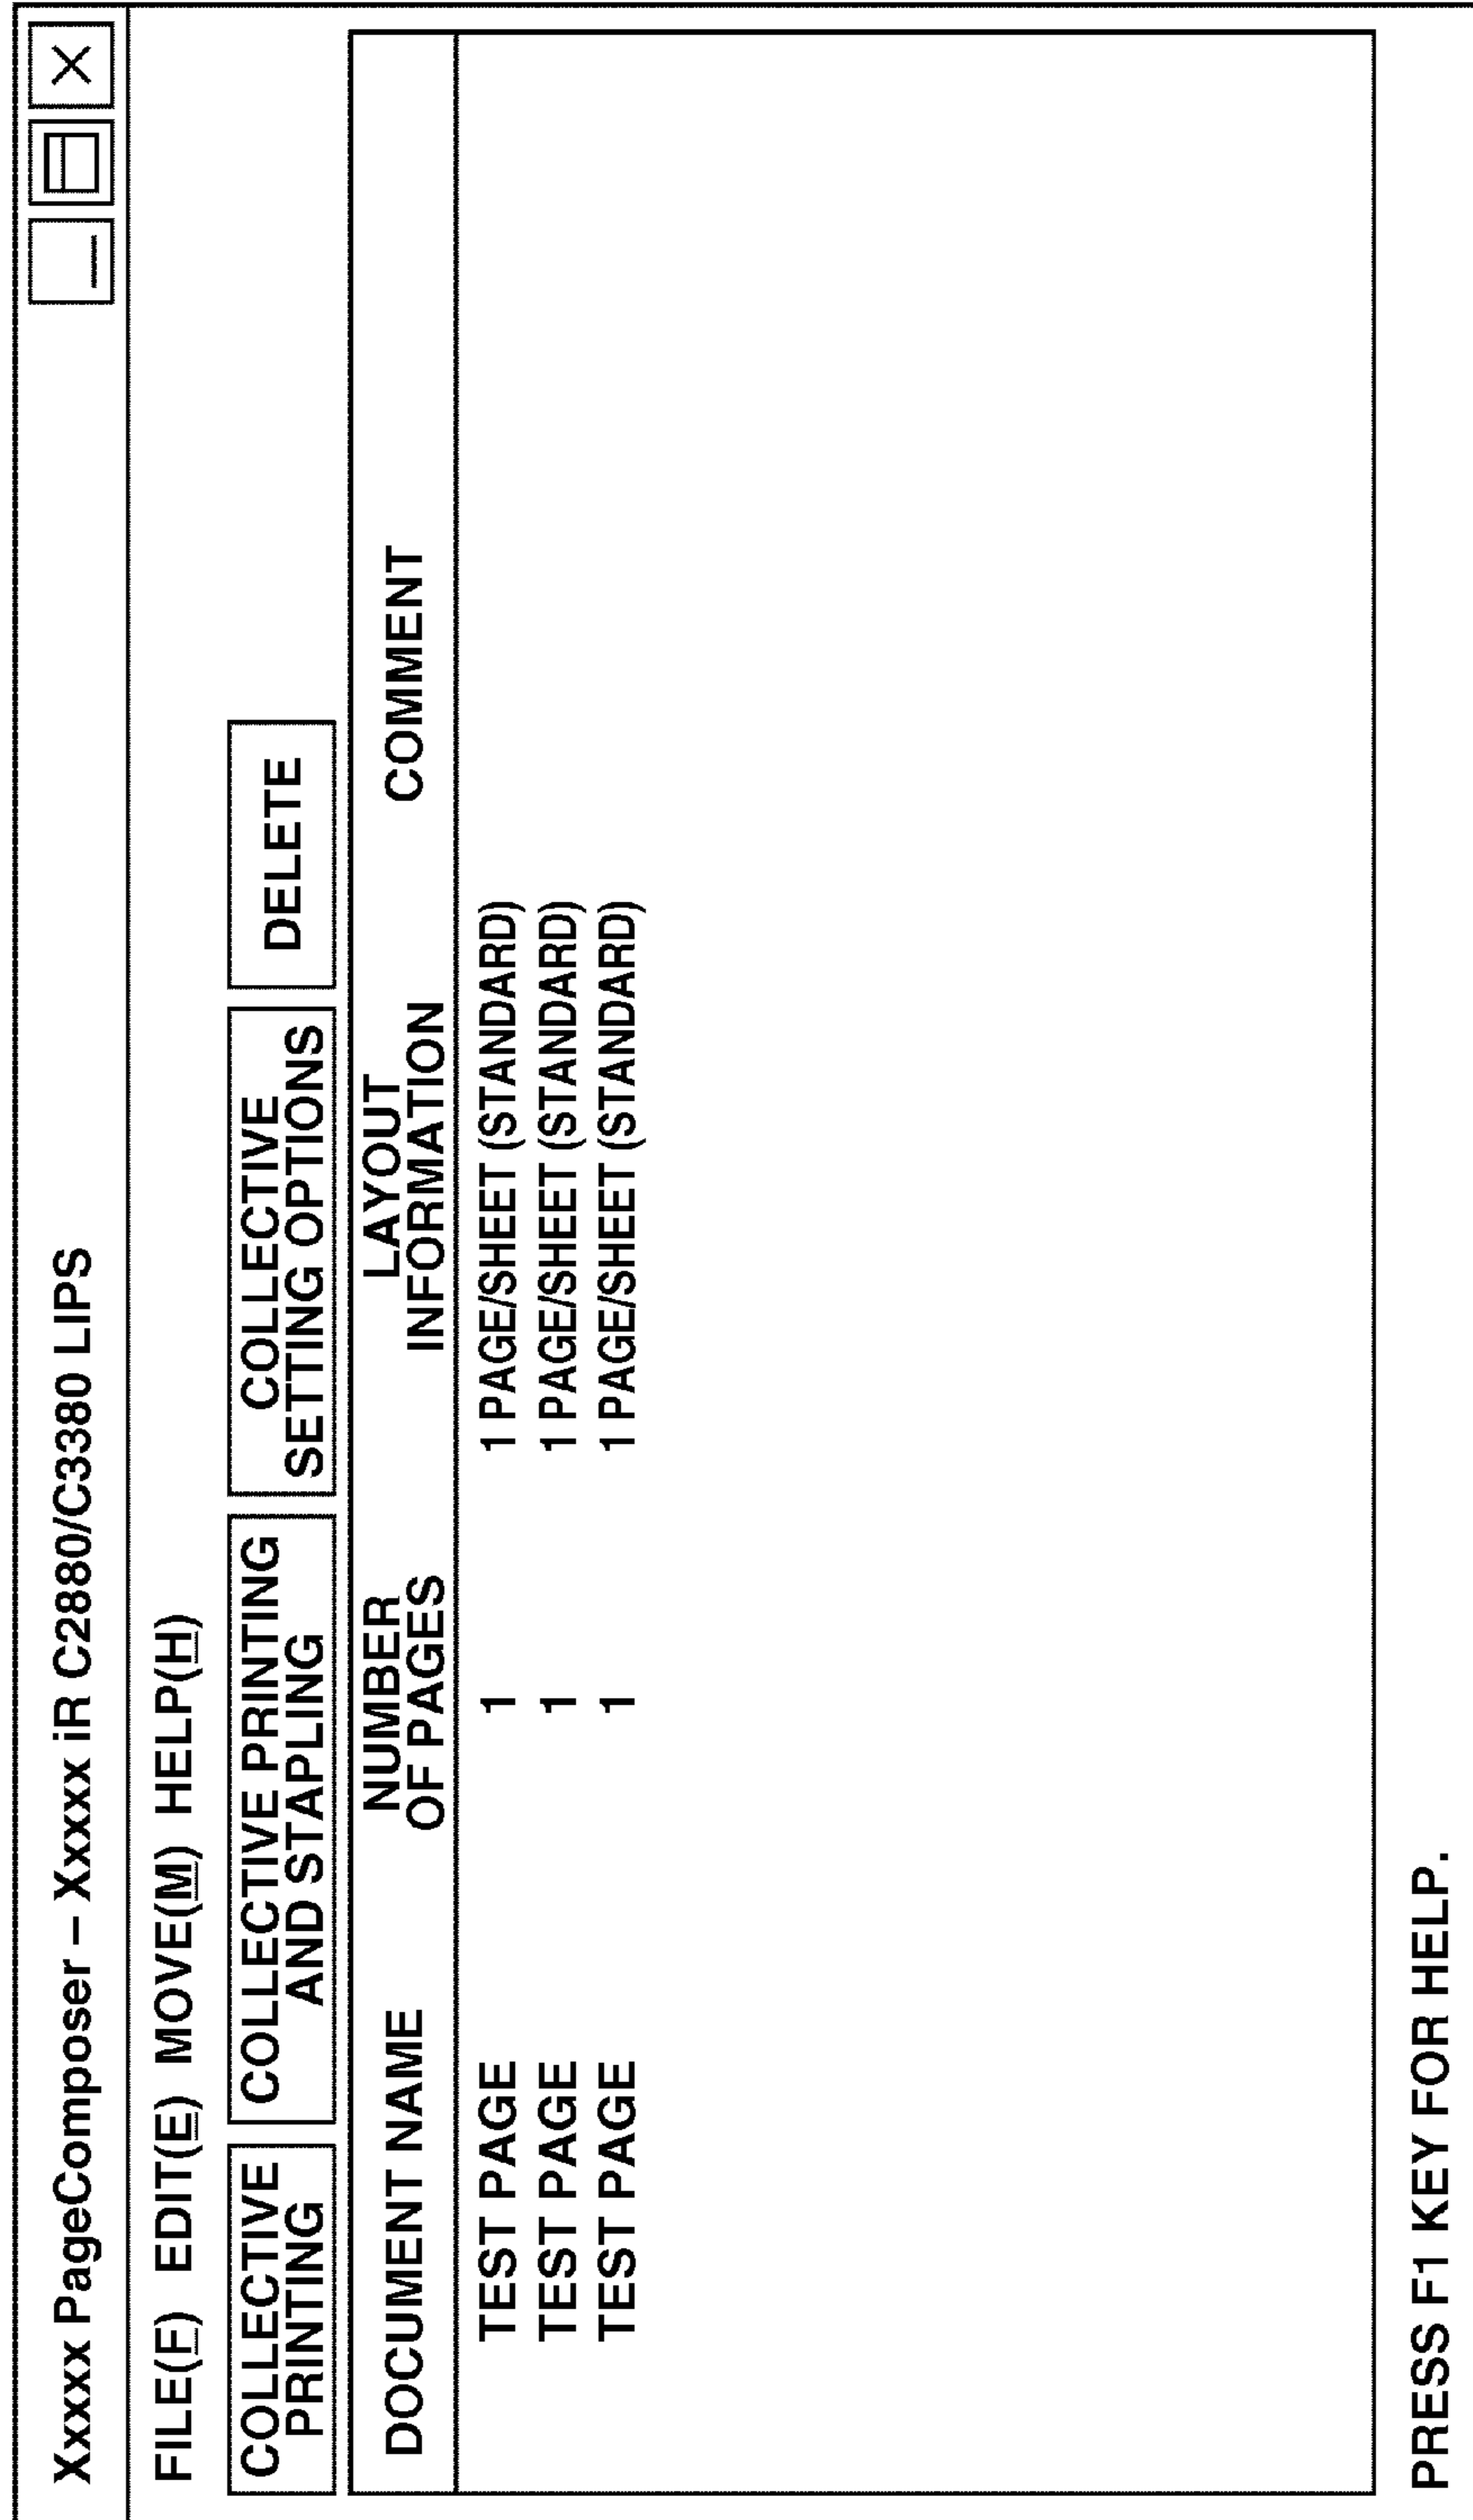 Xxxxx PageComposer – Xxxxx iR C2880/C3380 LIPS
FILE(F) EDIT(E) MOVE(M) HELP(H)
COLLECTIVE
PRINTING
COLLECTIVE PRINTING
AND STAPLING
COLLECTIVE
SETTING OPTIONS
DELETE
DOCUMENT NAME
NUMBER
OF PAGES
LAYOUT
INFORMATION
COMMENT
TEST PAGE 1 1 PAGE/SHEET (STANDARD)
TEST PAGE 1 1 PAGE/SHEET (STANDARD)
TEST PAGE 1 1 PAGE/SHEET (STANDARD)
PRESS F1 KEY FOR HELP.